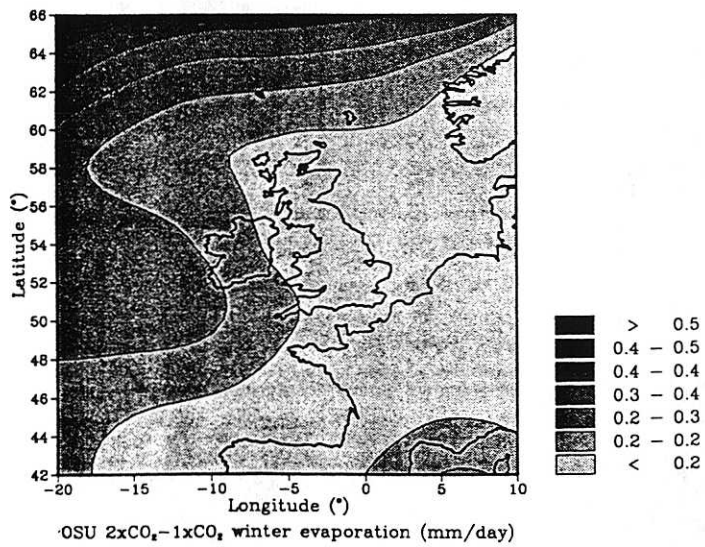 66
64
62
60
58
56
54
52
50
48
46
44
42
Latitude (°)
-20 -15 -10 -5 0 5 10
Longitude (°)
OSU 2xCO₂-1xCO₂ winter evaporation (mm/day)
> 0.5
0.4 - 0.5
0.4 - 0.4
0.3 - 0.4
0.2 - 0.3
0.2 - 0.2
< 0.2